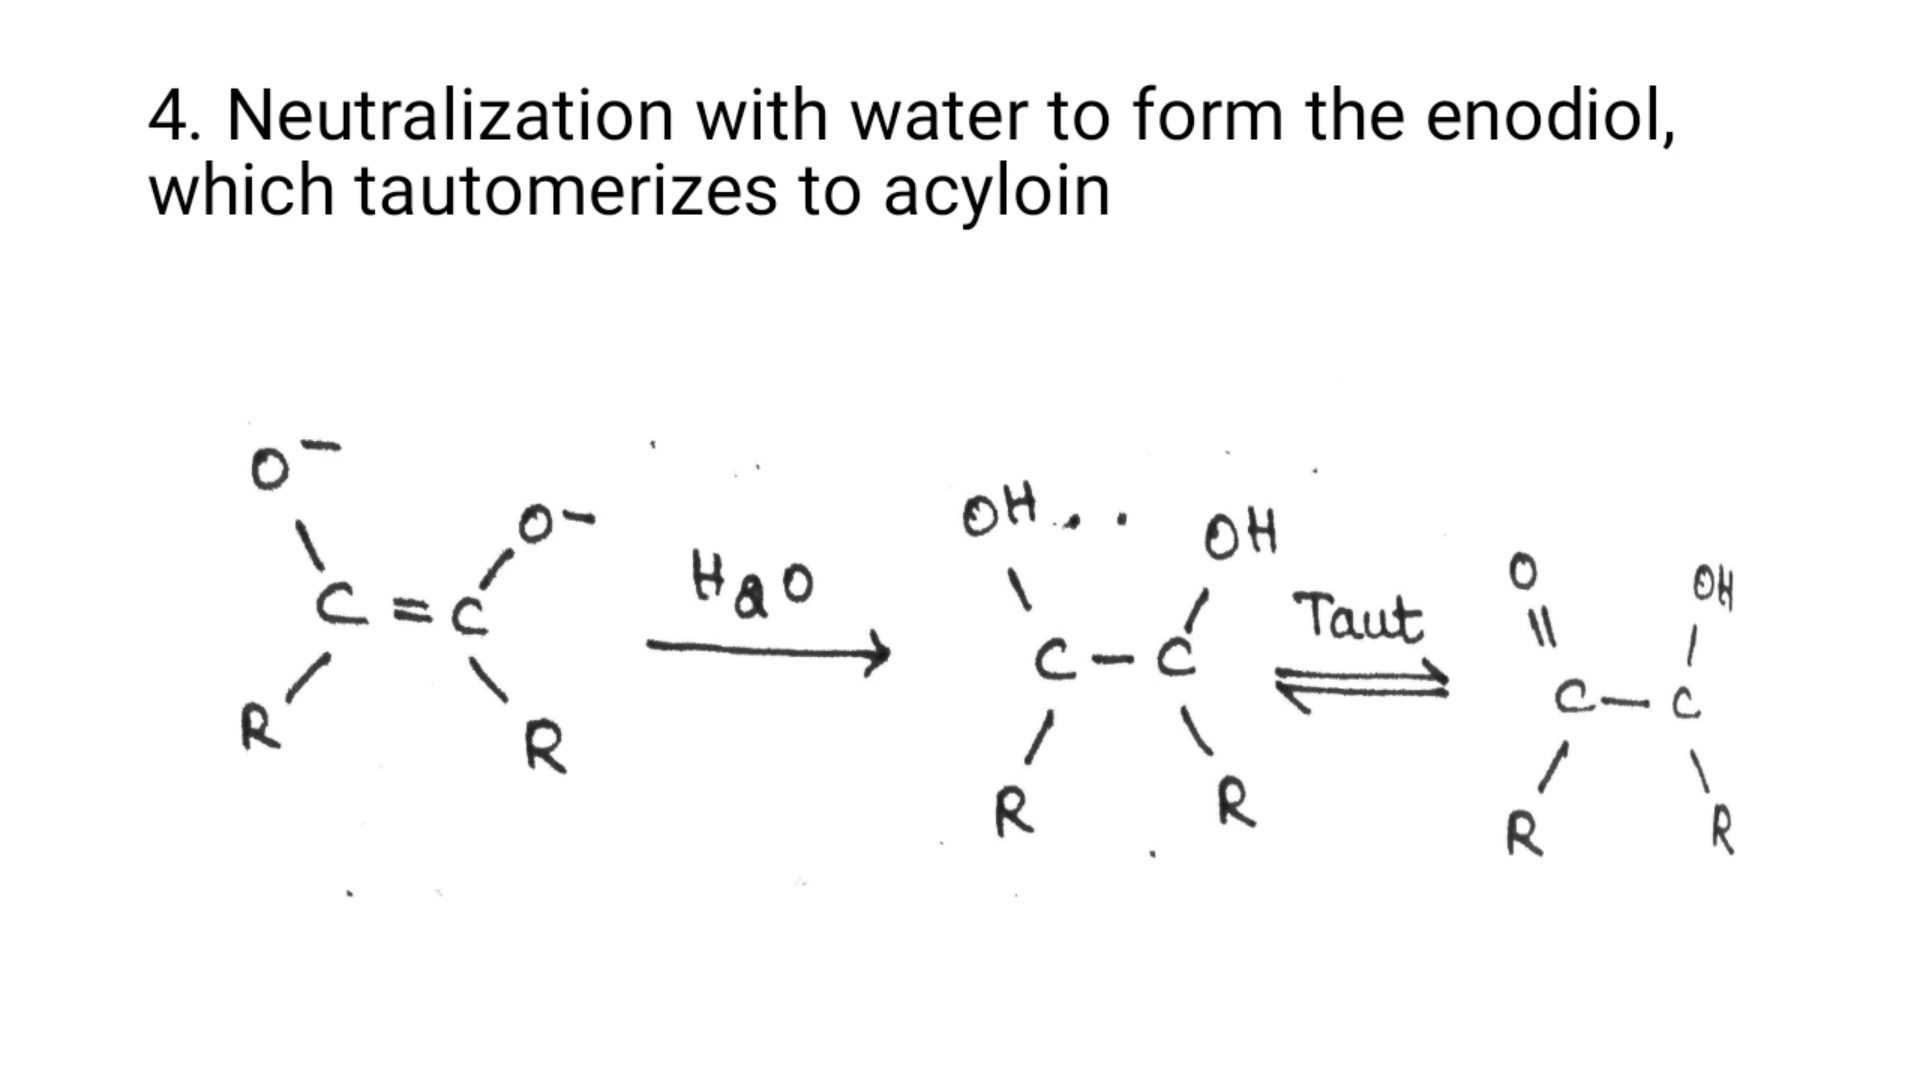 4. Neutralization with water to form the enodiol,
which tautomerizes to acyloin
O- O- OH OH O OH
H2O Taut
C = C C - C C - C
R R R R R R